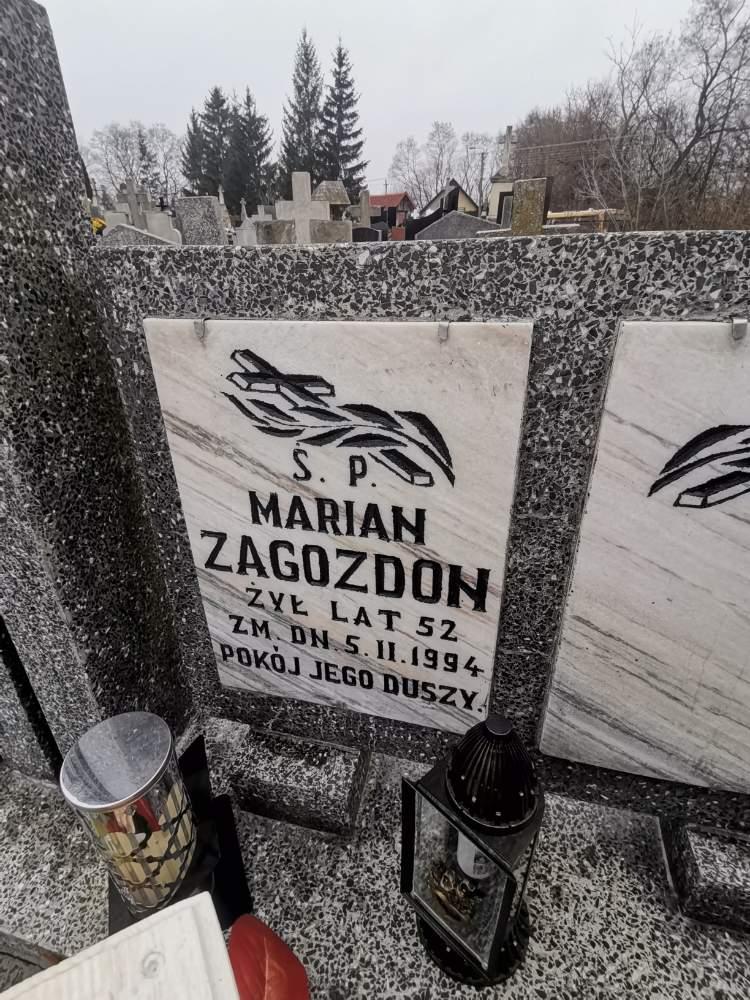 Ś. P.
MARIAN
ZAGOZDON
ŻYŁ LAT 52
ZM. DN 5.II.1994
POKÓJ JEGO DUSZY.